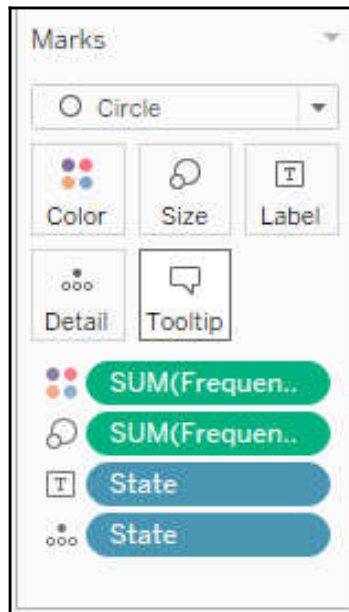 Marks
Circle
Color Size Label
Detail Tooltip
SUM(Frequen..
SUM(Frequen..
T State
State